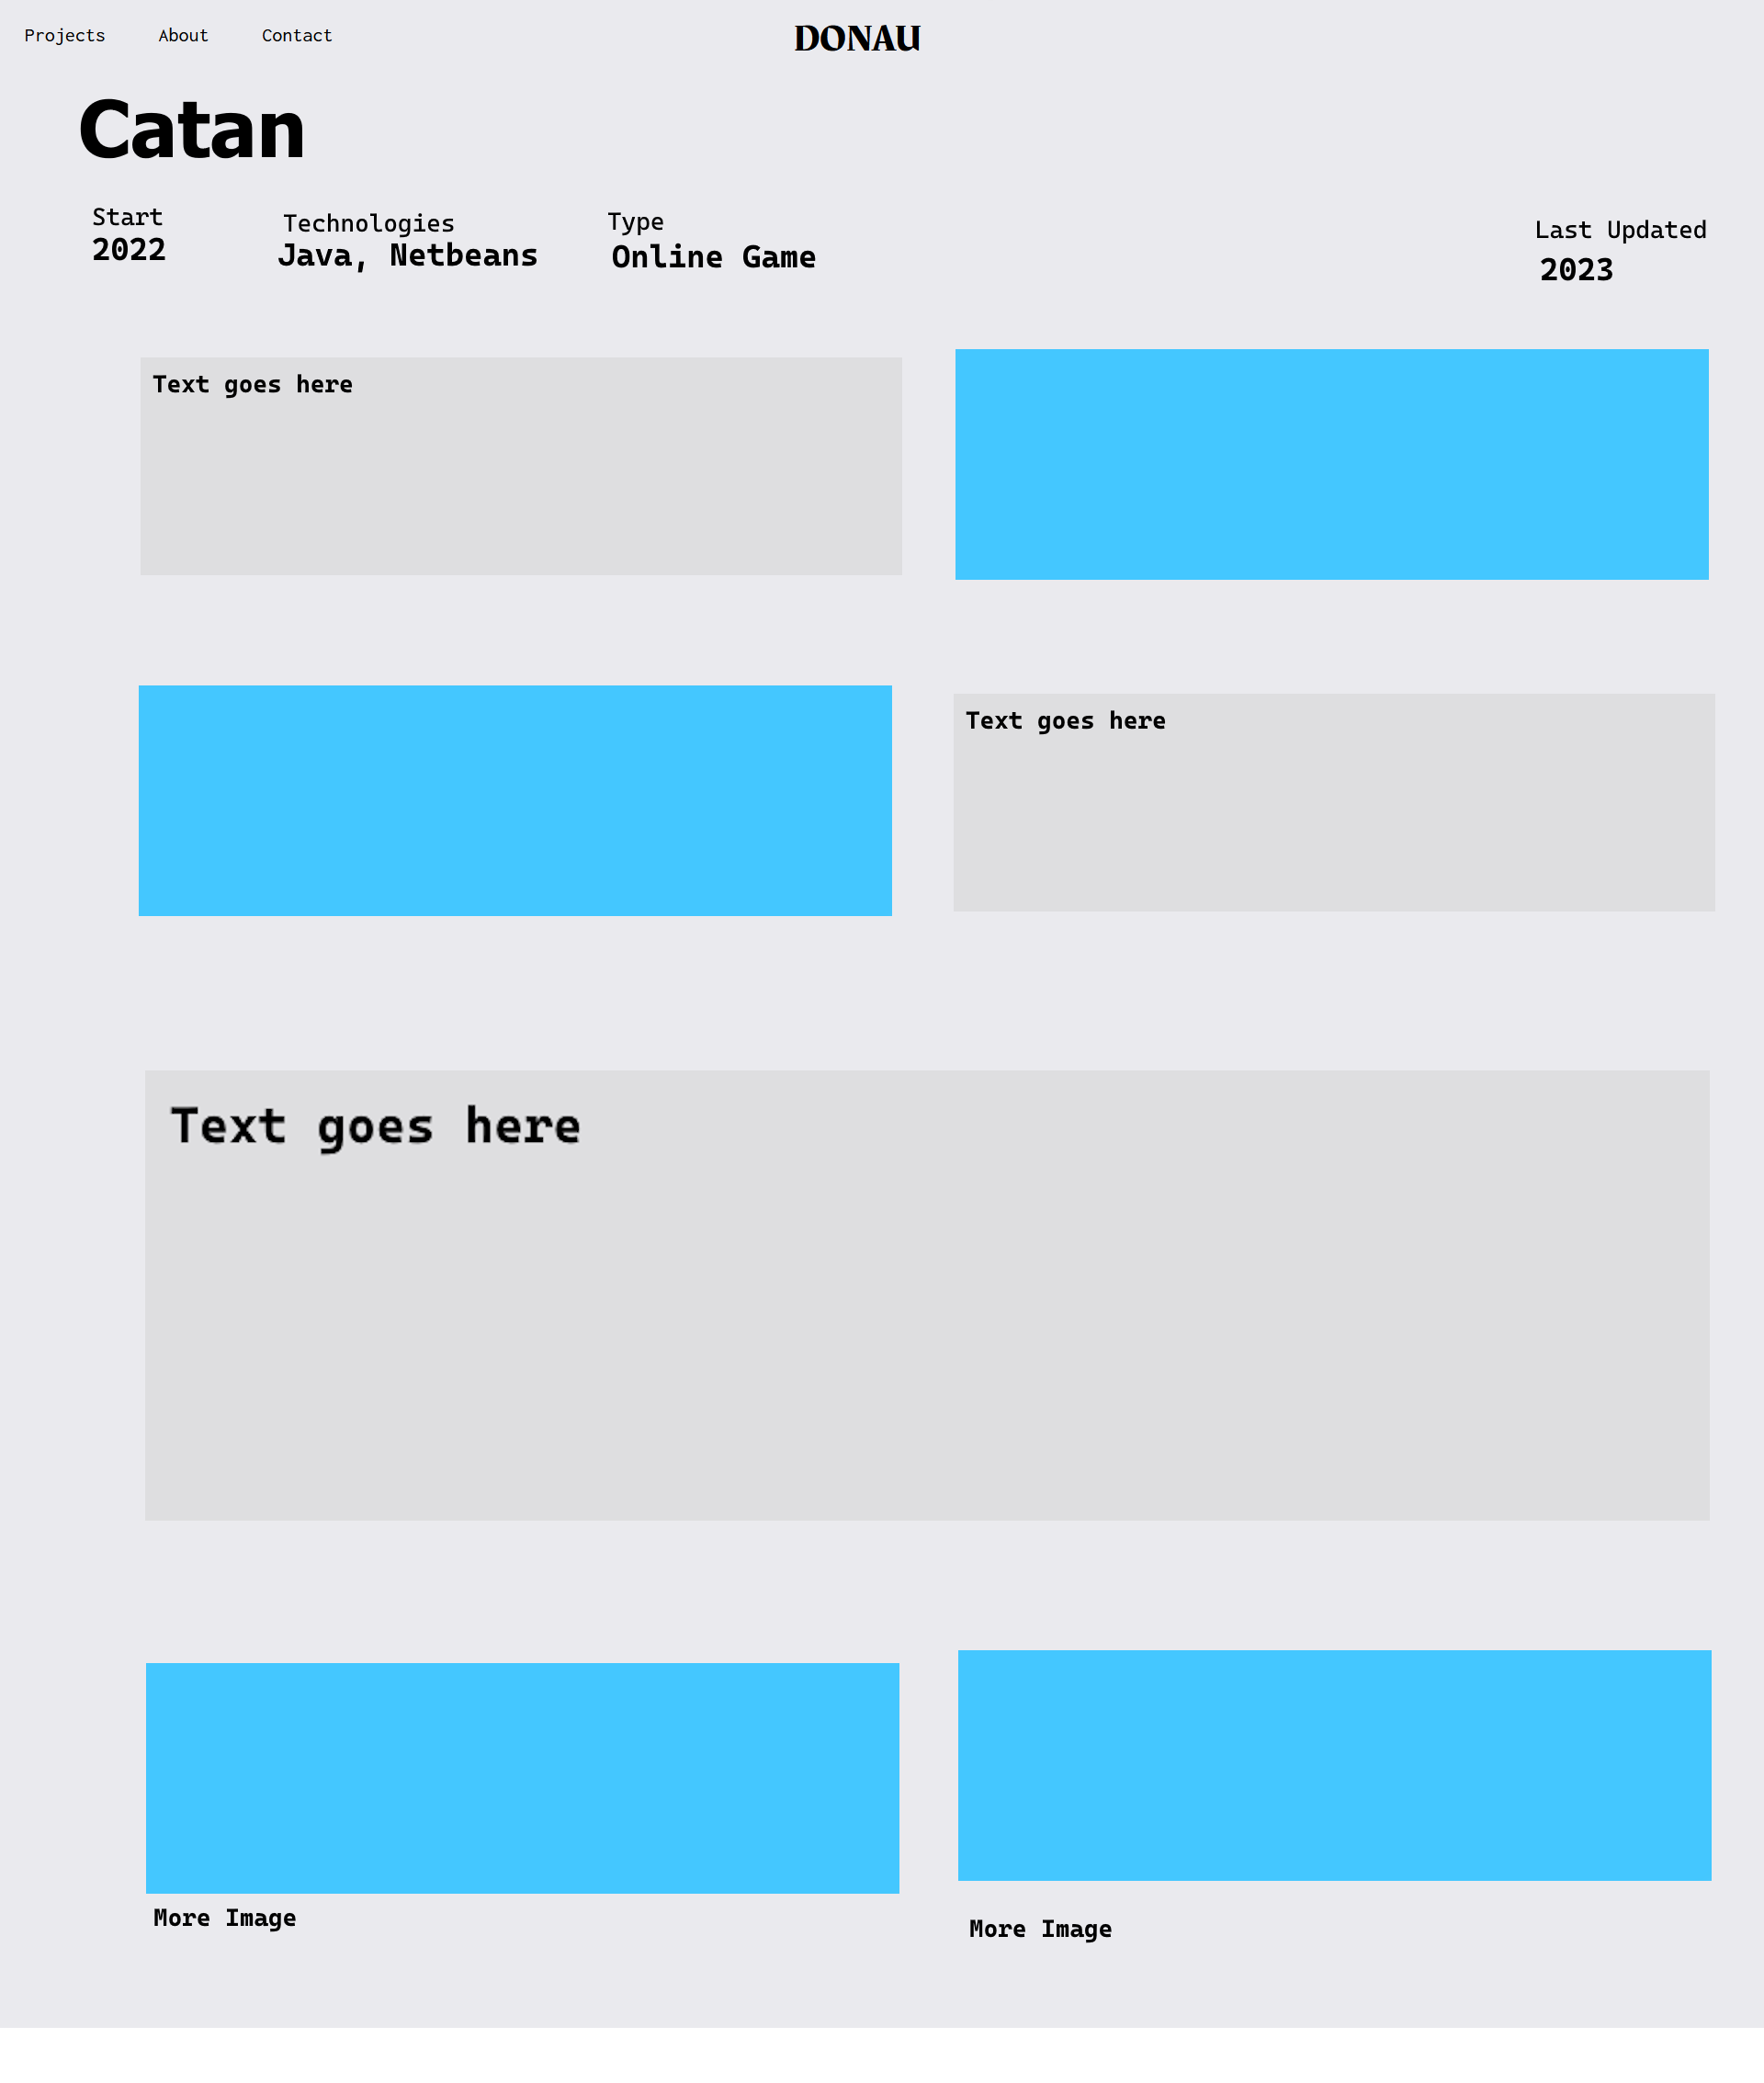 Projects About Contact DONAU
Catan
Start Technologies Type Last Updated
2022 Java, Netbeans Online Game 2023
Text goes here
Text goes here
Text goes here
More Image More Image